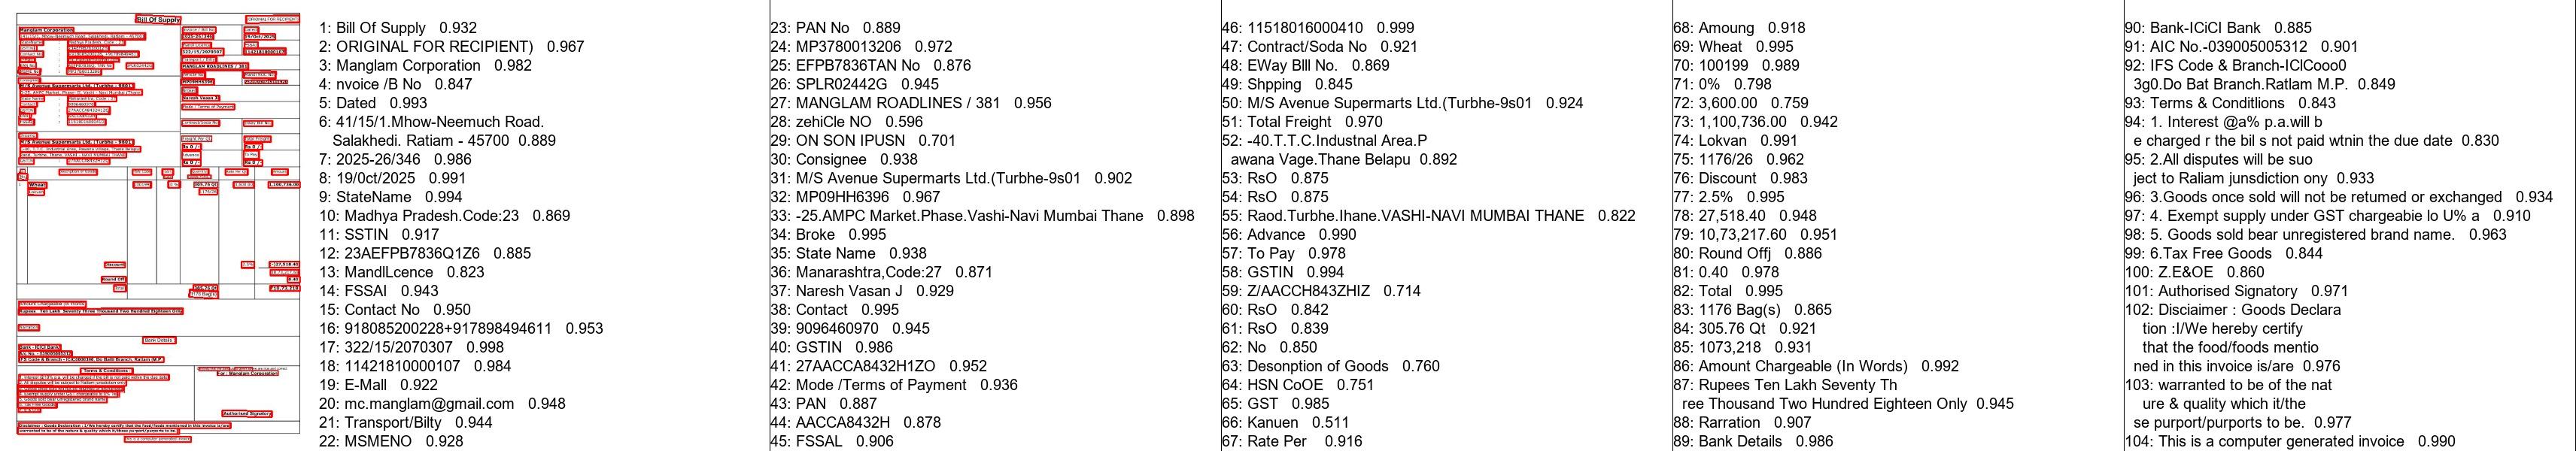 1: Bill Of Supply 0.932
2: ORIGINAL FOR RECIPIENT) 0.967
3: Manglam Corporation 0.982
4: nvoice /B No 0.847
5: Dated 0.993
6: 41/15/1.Mhow-Neemuch Road.
Salakhedi. Ratiam - 45700 0.889
7: 2025-26/346 0.986
8: 19/0ct/2025 0.991
9: StateName 0.994
10: Madhya Pradesh.Code:23 0.869
11: SSTIN 0.917
12: 23AEFPB7836Q1Z6 0.885
13: MandlLcence 0.823
14: FSSAI 0.943
15: Contact No 0.950
16: 918085200228+917898494611 0.953
17: 322/15/2070307 0.998
18: 11421810000107 0.984
19: E-Mall 0.922
20: mc.manglam@gmail.com 0.948
21: Transport/Bilty 0.944
22: MSMENO 0.928
23: PAN No 0.889
24: MP3780013206 0.972
25: EFPB7836TAN No 0.876
26: SPLR02442G 0.945
27: MANGLAM ROADLINES / 381 0.956
28: zehiCle NO 0.596
29: ON SON IPUSN 0.701
30: Consignee 0.938
31: M/S Avenue Supermarts Ltd.(Turbhe-9s01 0.902
32: MP09HH6396 0.967
33: -25.AMPC Market.Phase.Vashi-Navi Mumbai Thane 0.898
34: Broke 0.995
35: State Name 0.938
36: Manarashtra,Code:27 0.871
37: Naresh Vasan J 0.929
38: Contact 0.995
39: 9096460970 0.945
40: GSTIN 0.986
41: 27AACCA8432H1ZO 0.952
42: Mode /Terms of Payment 0.936
43: PAN 0.887
44: AACCA8432H 0.878
45: FSSAL 0.906
46: 11518016000410 0.999
47: Contract/Soda No 0.921
48: EWay BIll No. 0.869
49: Shpping 0.845
50: M/S Avenue Supermarts Ltd.(Turbhe-9s01 0.924
51: Total Freight 0.970
52: -40.T.T.C.Industnal Area.P
awana Vage.Thane Belapu 0.892
53: RsO 0.875
54: RsO 0.875
55: Raod.Turbhe.Ihane.VASHI-NAVI MUMBAI THANE 0.822
56: Advance 0.990
57: To Pay 0.978
58: GSTIN 0.994
59: Z/AACCH843ZHIZ 0.714
60: RsO 0.842
61: RsO 0.839
62: No 0.850
63: Desonption of Goods 0.760
64: HSN CoOE 0.751
65: GST 0.985
66: Kanuen 0.511
67: Rate Per 0.916
68: Amoung 0.918
69: Wheat 0.995
70: 100199 0.989
71: 0% 0.798
72: 3,600.00 0.759
73: 1,100,736.00 0.942
74: Lokvan 0.991
75: 1176/26 0.962
76: Discount 0.983
77: 2.5% 0.995
78: 27,518.40 0.948
79: 10,73,217.60 0.951
80: Round Offj 0.886
81: 0.40 0.978
82: Total 0.995
83: 1176 Bag(s) 0.865
84: 305.76 Qt 0.921
85: 1073,218 0.931
86: Amount Chargeable (In Words) 0.992
87: Rupees Ten Lakh Seventy Th
ree Thousand Two Hundred Eighteen Only 0.945
88: Rarration 0.907
89: Bank Details 0.986
90: Bank-ICiCI Bank 0.885
91: AIC No.-039005005312 0.901
92: IFS Code & Branch-IClCooo0
3g0.Do Bat Branch.Ratlam M.P. 0.849
93: Terms & Conditlions 0.843
94: 1. Interest @a% p.a.will b
e charged r the bil s not paid wtnin the due date 0.830
95: 2.All disputes will be suo
ject to Raliam junsdiction ony 0.933
96: 3.Goods once sold will not be retumed or exchanged 0.934
97: 4. Exempt supply under GST chargeable lo U% a 0.910
98: 5. Goods sold bear unregistered brand name. 0.963
99: 6.Tax Free Goods 0.844
100: Z.E&OE 0.860
101: Authorised Signatory 0.971
102: Disciaimer : Goods Declara
tion :I/We hereby certify
that the food/foods mentio
ned in this invoice is/are 0.976
103: warranted to be of the nat
ure & quality which it/the
se purport/purports to be. 0.977
104: This is a computer generated invoice 0.990